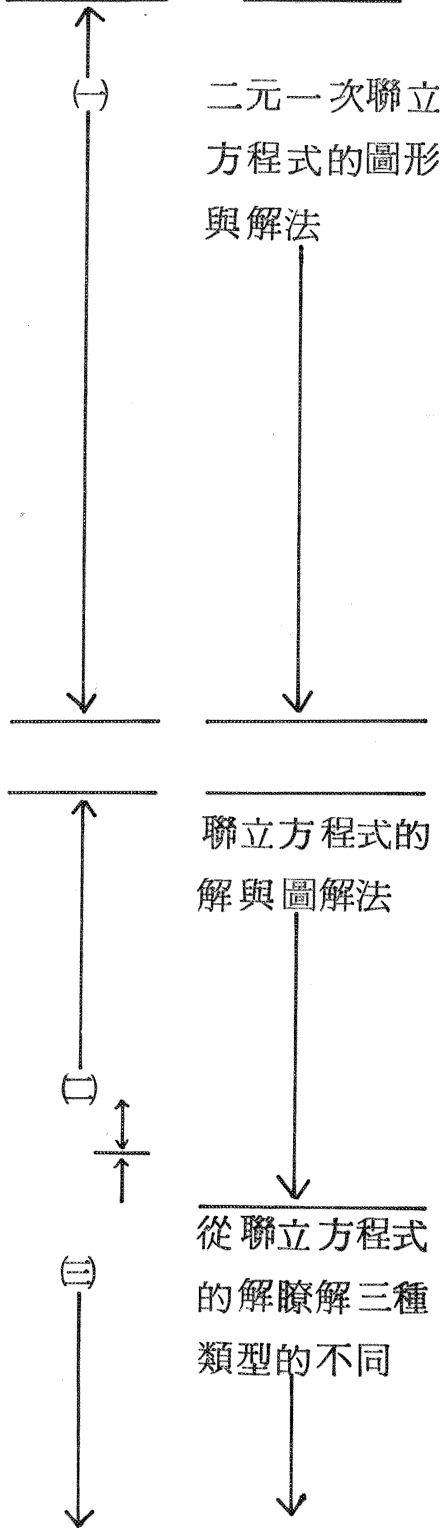 (一)
二元一次聯立
方程式的圖形
與解法
聯立方程式的
解與圖解法
(二)
從聯立方程式
的解瞭解三種
類型的不同
(三)